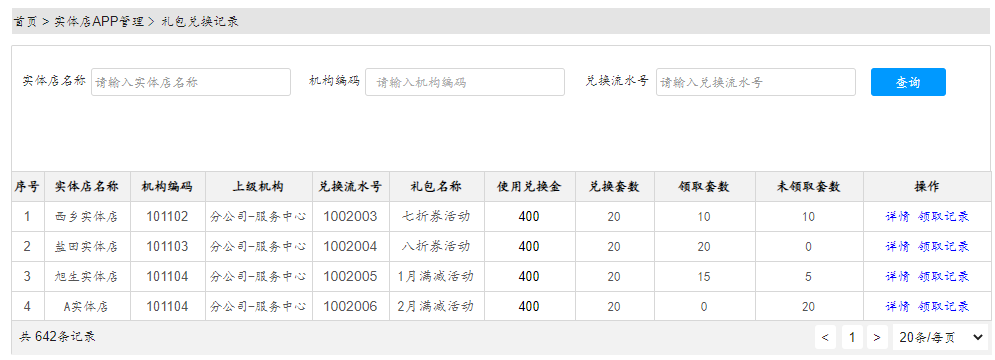 首页 > 实体店APP管理 > 礼包兑换记录
实体店名称 请输入实体店名称 机构编码 请输入机构编码 兑换流水号 请输入兑换流水号 查询
序号 实体店名称 机构编码 上级机构 兑换流水号 礼包名称 使用兑换金 兑换套数 领取套数 未领取套数 操作
1 西乡实体店 101102 分公司-服务中心 1002003 七折券活动 400 20 10 10 详情 领取记录
2 盐田实体店 101103 分公司-服务中心 1002004 八折券活动 400 20 20 0 详情 领取记录
3 旭生实体店 101104 分公司-服务中心 1002005 1月满减活动 400 20 15 5 详情 领取记录
4 A实体店 101104 分公司-服务中心 1002006 2月满减活动 400 20 0 20 详情 领取记录
共 642条记录 < 1 > 20条/每页